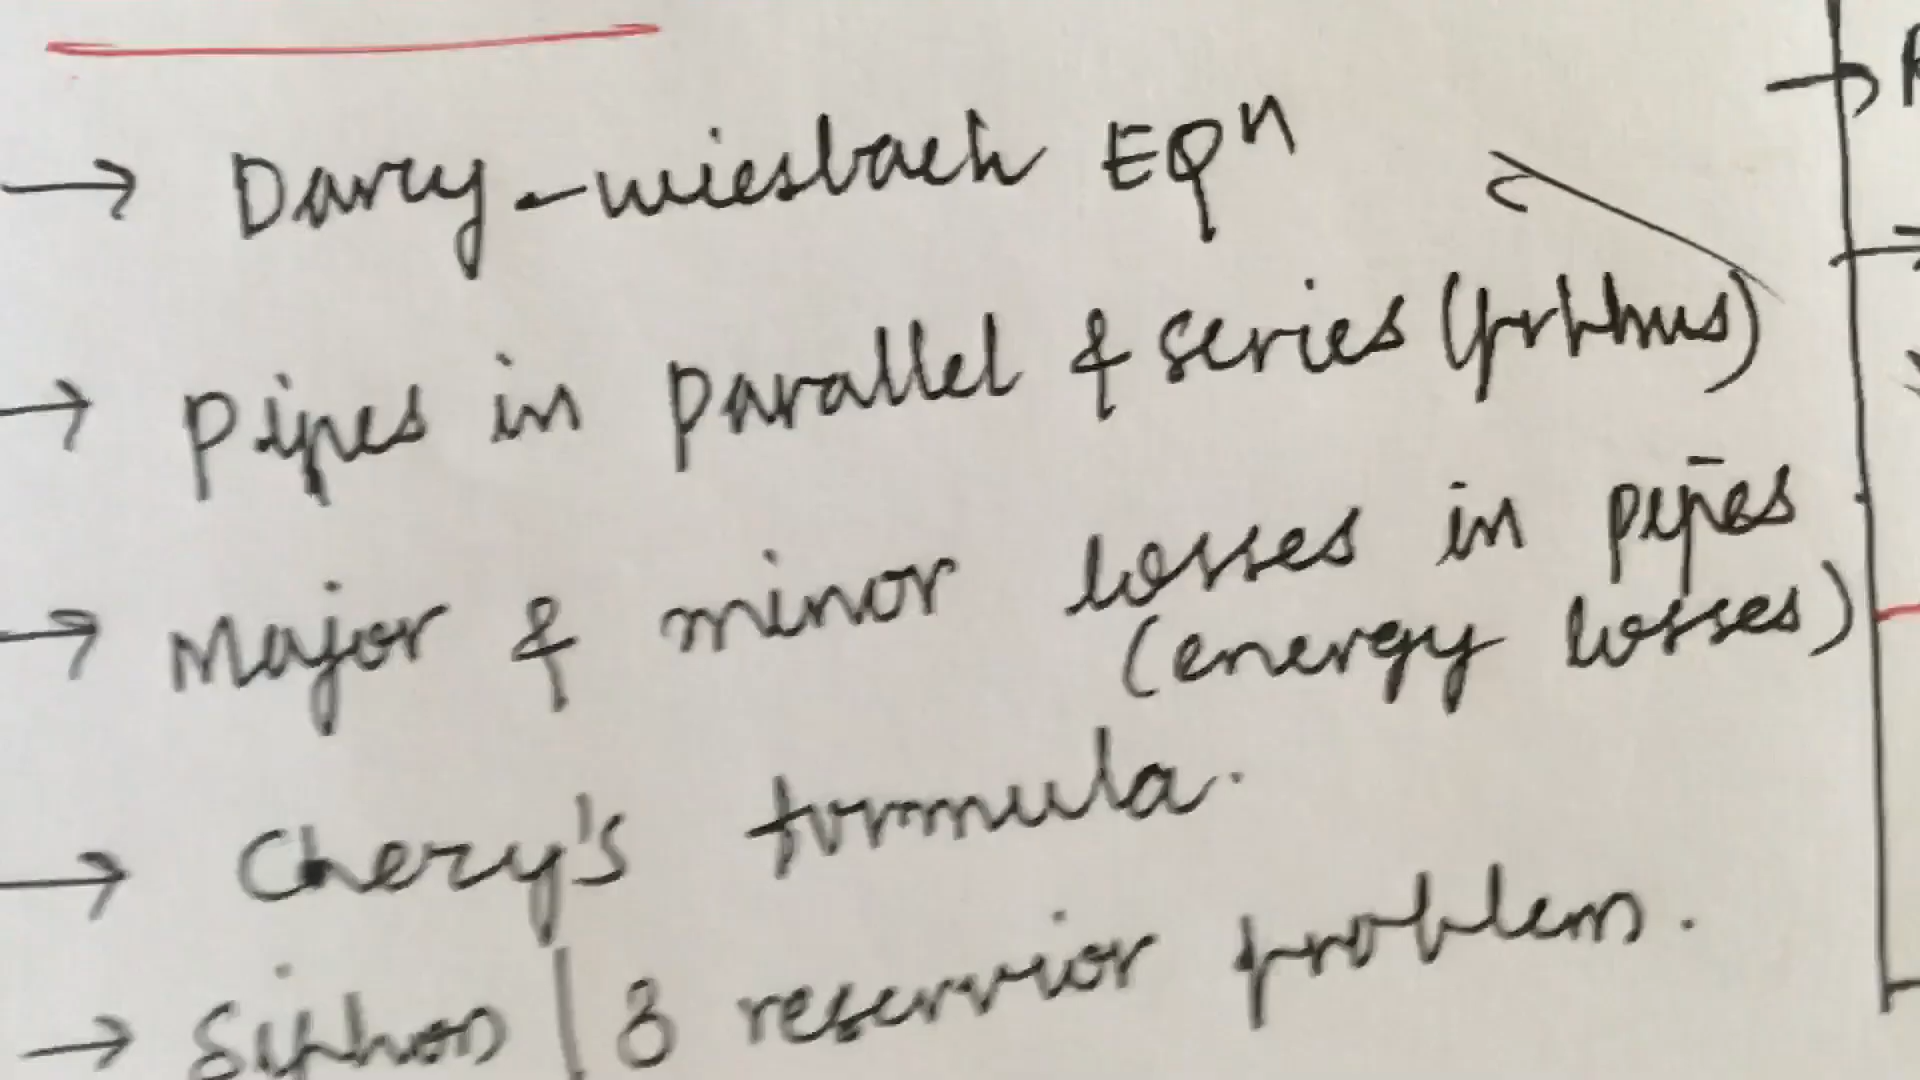 → Darcy-wiesbach EQⁿ
→ Pipes in parallel & series (prblms)
→ Major & minor losses in pipes
(energy losses)
→ Chezy's formula.
→ Siphon | 3 reservior problem.